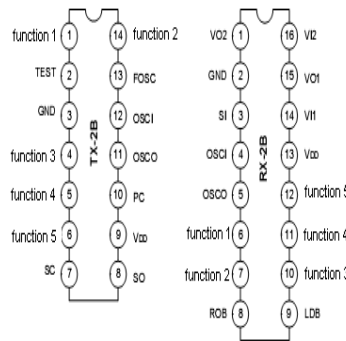 function 1 1 14 function 2 VO2 1 16 VI2
TEST 2 13 FOSC GND 2 15 VO1
GND 3 12 OSCI SI 3 14 VI1
function 3 4 11 OSCO OSCI 4 13 VDD
function 4 5 10 PC OSCO 5 12 function 5
function 5 6 9 VDD function 1 6 11 function 4
SC 7 8 SO function 2 7 10 function 3
ROB 8 9 LDB
TX-2B
RX-2B